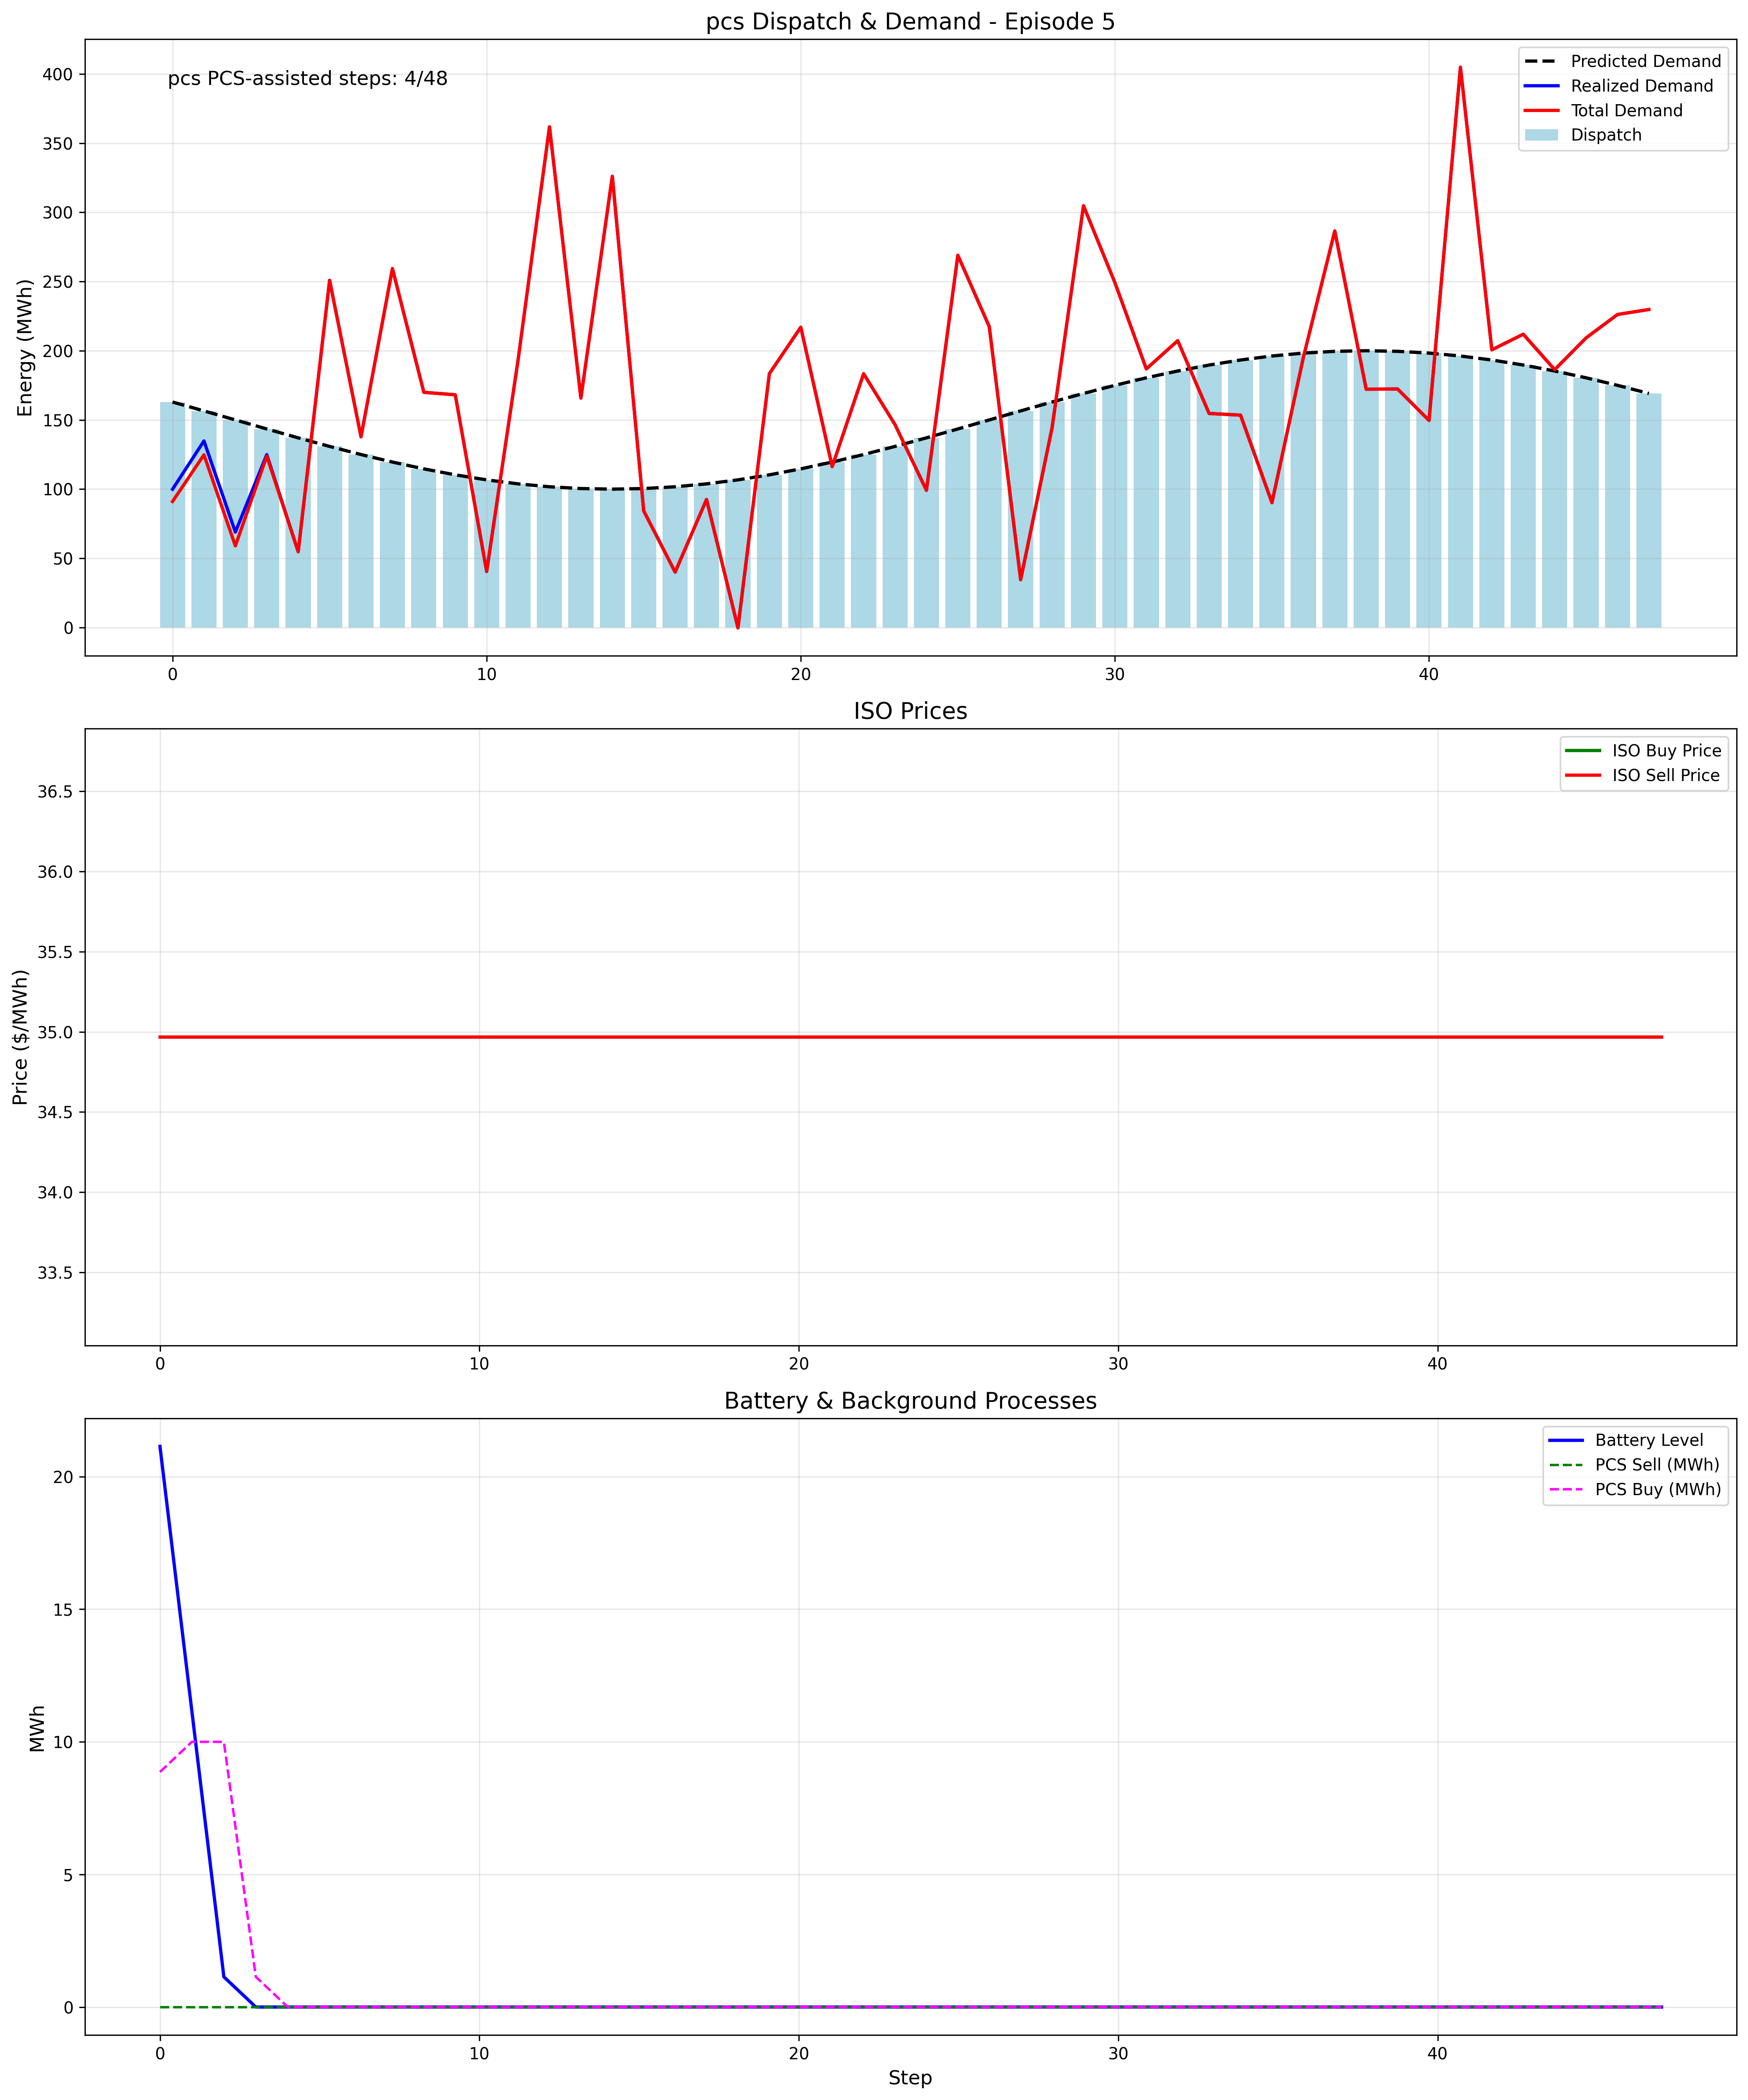 pcs Dispatch & Demand - Episode 5
pcs PCS-assisted steps: 4/48
Predicted Demand
Realized Demand
Total Demand
Dispatch
Energy (MWh)
400
350
300
250
200
150
100
50
0
0 10 20 30 40
ISO Prices
ISO Buy Price
ISO Sell Price
Price ($/MWh)
36.5
36.0
35.5
35.0
34.5
34.0
33.5
0 10 20 30 40
Battery & Background Processes
Battery Level
PCS Sell (MWh)
PCS Buy (MWh)
MWh
20
15
10
5
0
0 10 20 30 40
Step